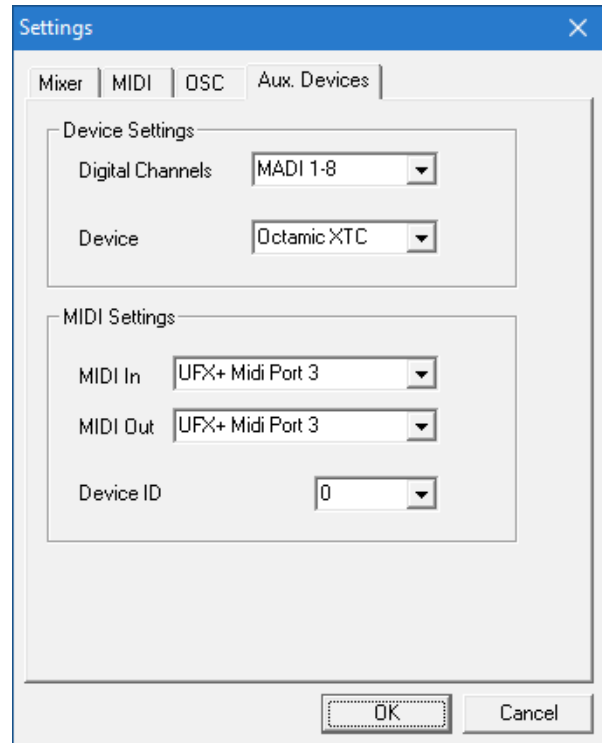 Settings
Mixer MIDI OSC Aux. Devices
Device Settings
Digital Channels MADI 1-8
Device Octamic XTC
MIDI Settings
MIDI In UFX+ Midi Port 3
MIDI Out UFX+ Midi Port 3
Device ID 0
OK Cancel